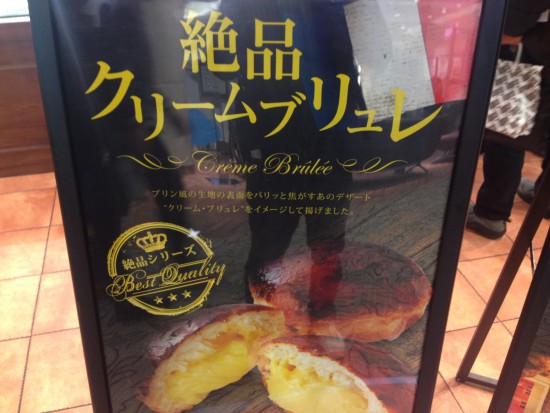 絶品
クリームブリュレ
Crème Brûlée
プリン風の生地の表面をパリッと焦がすあのデザート
"クリーム・ブリュレ"をイメージして揚げました。
絶品シリーズ
Best Quality